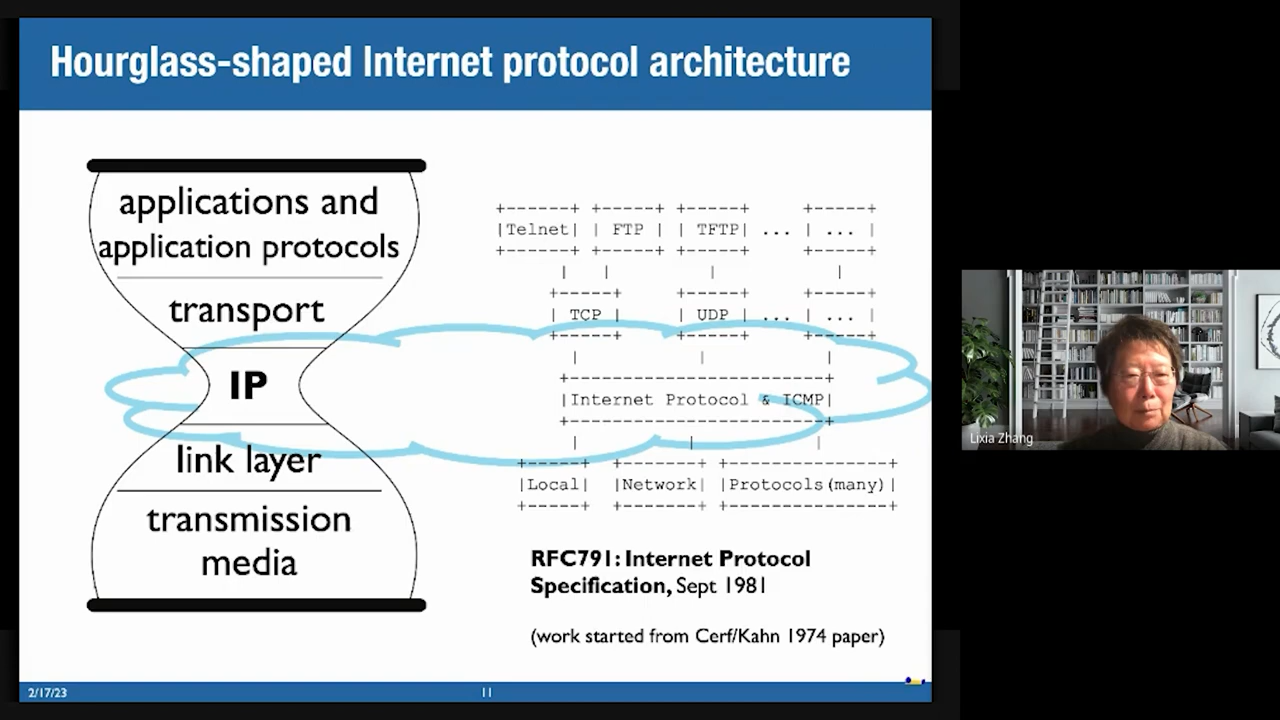 Hourglass-shaped Internet protocol architecture
applications and
application protocols
transport
IP
link layer
transmission
media
+------+ +-----+ +-----+     +-----+
|Telnet| | FTP | | TFTP| ... | ... |
+------+ +-----+ +-----+     +-----+
| | | |
+-----+ +-----+ +-----+
| TCP | | UDP | ... | ... |
+-----+ +-----+ +-----+
| | |
+-------------------------+
|Internet Protocol & ICMP|
+-------------------------+
| | |
+-----+ +-------+ +---------------+
|Local| |Network| |Protocols(many)|
+-----+ +-------+ +---------------+
RFC791: Internet Protocol
Specification, Sept 1981
(work started from Cerf/Kahn 1974 paper)
2/17/23
11
Lixia Zhang